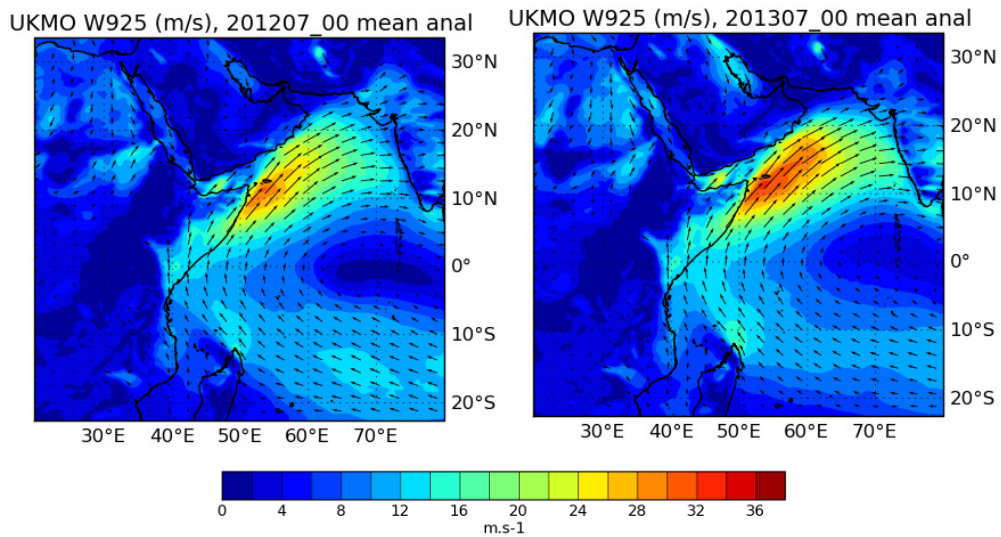 UKMO W925 (m/s), 201207_00 mean anal
UKMO W925 (m/s), 201307_00 mean anal
30°N
20°N
10°N
0°
10°S
20°S
30°E 40°E 50°E 60°E 70°E
30°N
20°N
10°N
0°
10°S
20°S
30°E 40°E 50°E 60°E 70°E
0 4 8 12 16 20 24 28 32 36
m.s-1